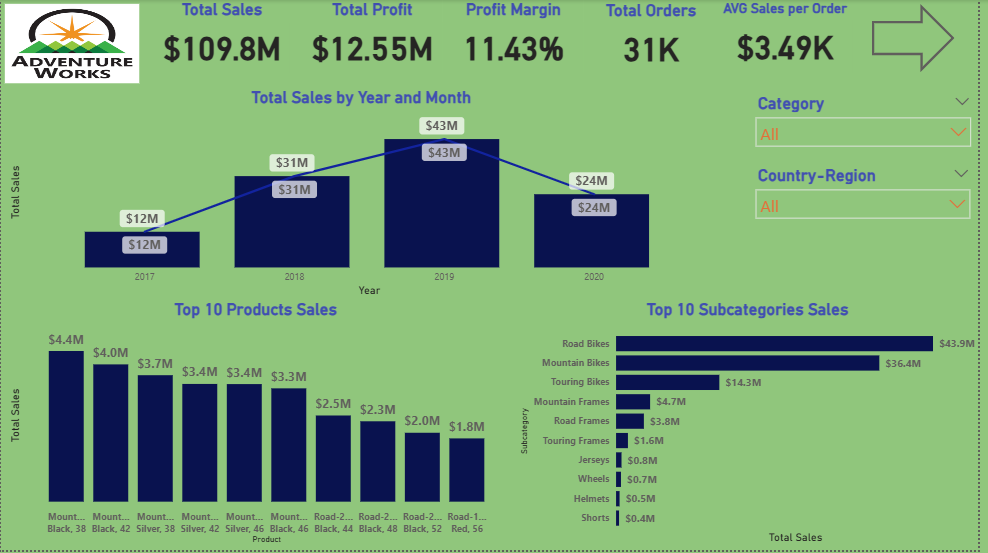 ADVENTURE
WORKS
Total Sales
$109.8M
Total Profit
$12.55M
Profit Margin
11.43%
Total Orders
31K
AVG Sales per Order
$3.49K
Total Sales by Year and Month
Total Sales
$12M
$12M
$31M
$31M
$43M
$43M
$24M
$24M
2017
2018
2019
2020
Year
Category
All
Country-Region
All
Top 10 Products Sales
Total Sales
$4.4M
$4.0M
$3.7M
$3.4M
$3.4M
$3.3M
$2.5M
$2.3M
$2.0M
$1.8M
Mount...
Black, 38
Mount...
Black, 42
Mount...
Silver, 38
Mount...
Silver, 42
Mount...
Silver, 46
Mount...
Black, 46
Road-2...
Black, 44
Road-2...
Black, 48
Road-2...
Black, 52
Road-1...
Red, 56
Product
Top 10 Subcategories Sales
Subcategory
Road Bikes $43.9M
Mountain Bikes $36.4M
Touring Bikes $14.3M
Mountain Frames $4.7M
Road Frames $3.8M
Touring Frames $1.6M
Jerseys $0.8M
Wheels $0.7M
Helmets $0.5M
Shorts $0.4M
Total Sales